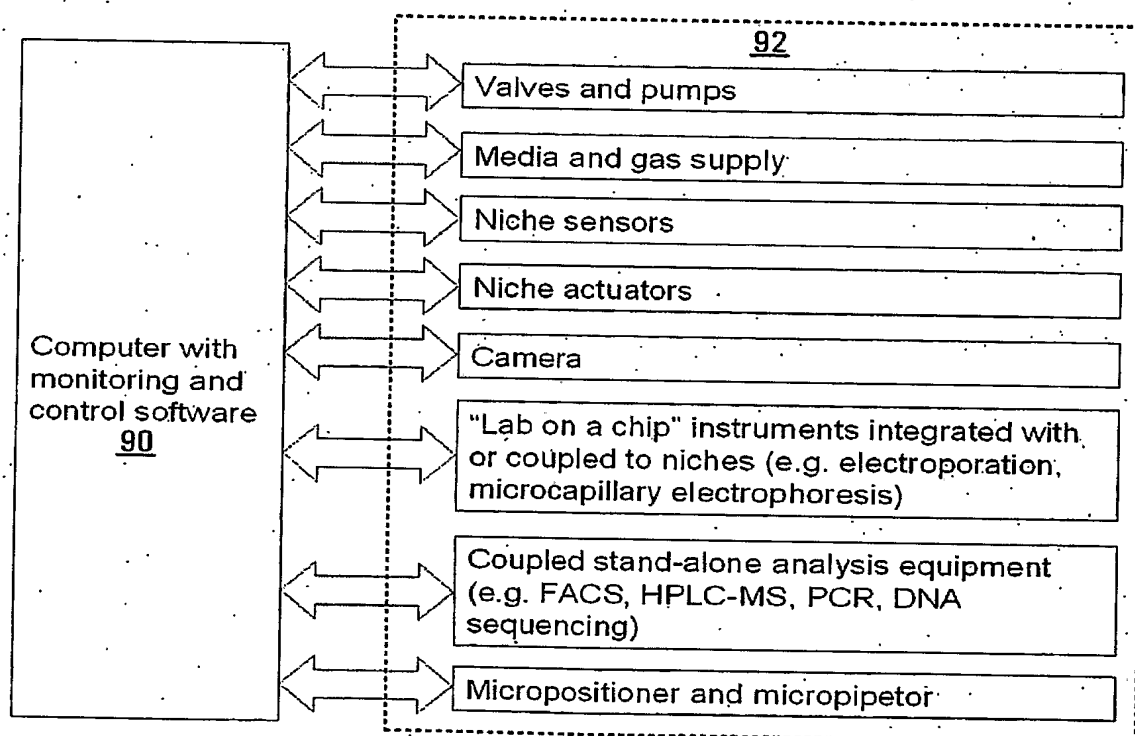 92
Valves and pumps
Media and gas supply
Niche sensors
Niche actuators
Camera
Computer with
monitoring and
control software
90
"Lab on a chip" instruments integrated with
or coupled to niches (e.g. electroporation,
microcapillary electrophoresis)
Coupled stand-alone analysis equipment
(e.g. FACS, HPLC-MS, PCR, DNA
sequencing)
Micropositioner and micropipetor